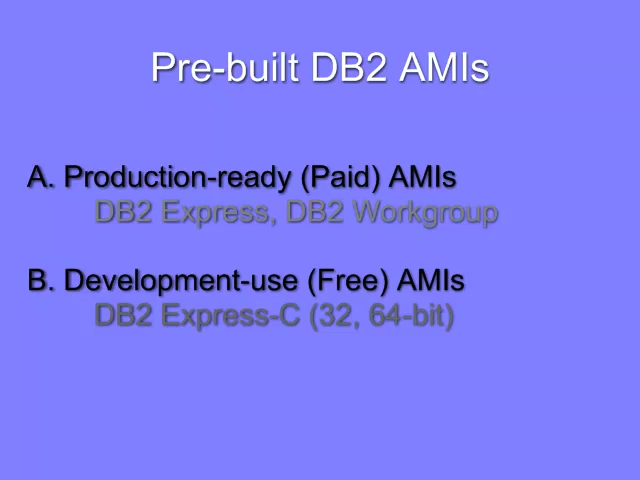 Pre-built DB2 AMIs
A. Production-ready (Paid) AMIs
DB2 Express, DB2 Workgroup
B. Development-use (Free) AMIs
DB2 Express-C (32, 64-bit)